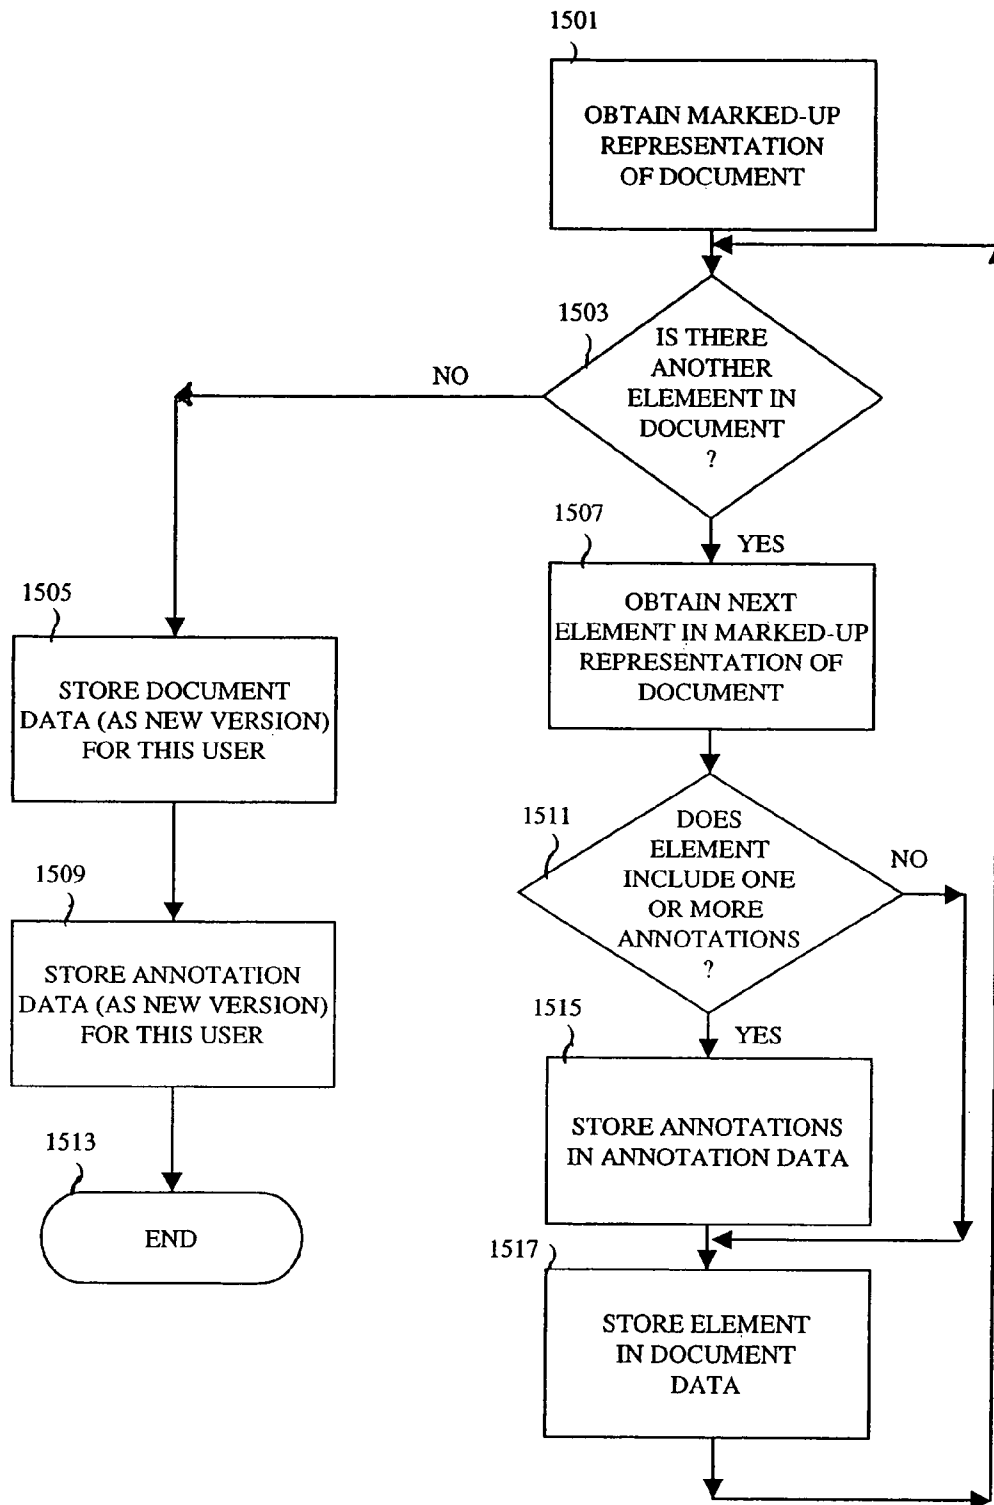 1501
OBTAIN MARKED-UP
REPRESENTATION
OF DOCUMENT
1503
IS THERE
ANOTHER
ELEMEENT IN
DOCUMENT
?
NO
YES
1507
OBTAIN NEXT
ELEMENT IN MARKED-UP
REPRESENTATION OF
DOCUMENT
1505
STORE DOCUMENT
DATA (AS NEW VERSION)
FOR THIS USER
1511
DOES
ELEMENT
INCLUDE ONE
OR MORE
ANNOTATIONS
?
NO
YES
1509
STORE ANNOTATION
DATA (AS NEW VERSION)
FOR THIS USER
1515
STORE ANNOTATIONS
IN ANNOTATION DATA
1513
END
1517
STORE ELEMENT
IN DOCUMENT
DATA